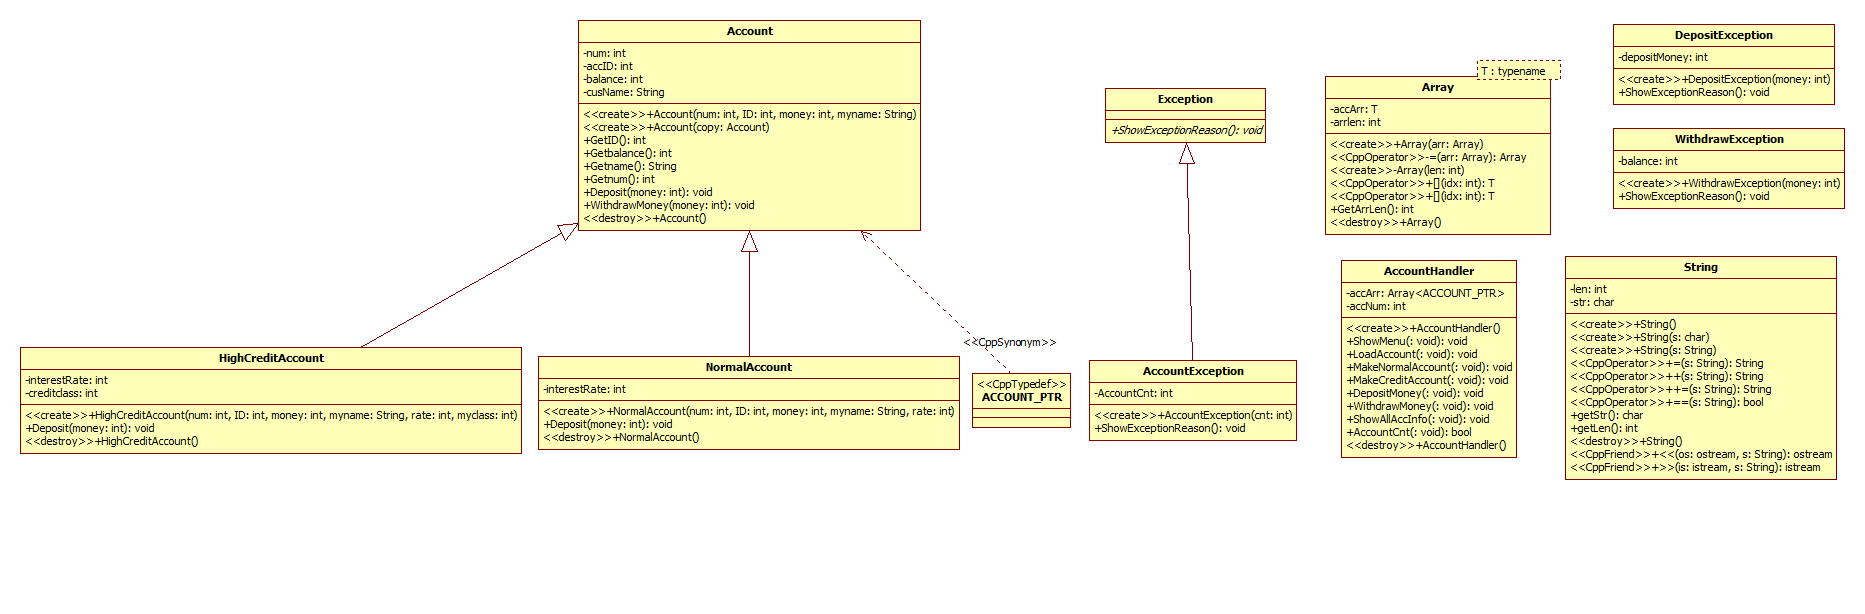 Account
-num: int
-accID: int
-balance: int
-cusName: String
<<create>>+Account(num: int, ID: int, money: int, myname: String)
<<create>>+Account(copy: Account)
+GetID(): int
+Getbalance(): int
+Getname(): String
+Getnum(): int
+Deposit(money: int): void
+WithdrawMoney(money: int): void
<<destroy>>+Account()
HighCreditAccount
-interestRate: int
-creditclass: int
<<create>>+HighCreditAccount(num: int, ID: int, money: int, myname: String, rate: int, myclass: int)
+Deposit(money: int): void
<<destroy>>+HighCreditAccount()
NormalAccount
-interestRate: int
<<create>>+NormalAccount(num: int, ID: int, money: int, myname: String, rate: int)
+Deposit(money: int): void
<<destroy>>+NormalAccount()
<<CppSynonym>>
<<CppTypedef>>
ACCOUNT_PTR
Exception
+ShowExceptionReason(): void
AccountException
-AccountCnt: int
<<create>>+AccountException(cnt: int)
+ShowExceptionReason(): void
T : typename
Array
-accArr: T
-arrlen: int
<<create>>+Array(arr: Array)
<<CppOperator>>-=(arr: Array): Array
<<create>>-Array(len: int)
<<CppOperator>>+[](idx: int): T
<<CppOperator>>+[](idx: int): T
+GetArrLen(): int
<<destroy>>+Array()
AccountHandler
-accArr: Array<ACCOUNT_PTR>
-accNum: int
<<create>>+AccountHandler()
+ShowMenu(: void): void
+LoadAccount(: void): void
+MakeNormalAccount(: void): void
+MakeCreditAccount(: void): void
+DepositMoney(: void): void
+WithdrawMoney(: void): void
+ShowAllAccInfo(: void): void
+AccountCnt(: void): bool
<<destroy>>+AccountHandler()
DepositException
-depositMoney: int
<<create>>+DepositException(money: int)
+ShowExceptionReason(): void
WithdrawException
-balance: int
<<create>>+WithdrawException(money: int)
+ShowExceptionReason(): void
String
-len: int
-str: char
<<create>>+String()
<<create>>+String(s: char)
<<create>>+String(s: String)
<<CppOperator>>+=(s: String): String
<<CppOperator>>++(s: String): String
<<CppOperator>>++=(s: String): String
<<CppOperator>>+==(s: String): bool
+getStr(): char
+getLen(): int
<<destroy>>+String()
<<CppFriend>>+<<(os: ostream, s: String): ostream
<<CppFriend>>+>>(is: istream, s: String): istream